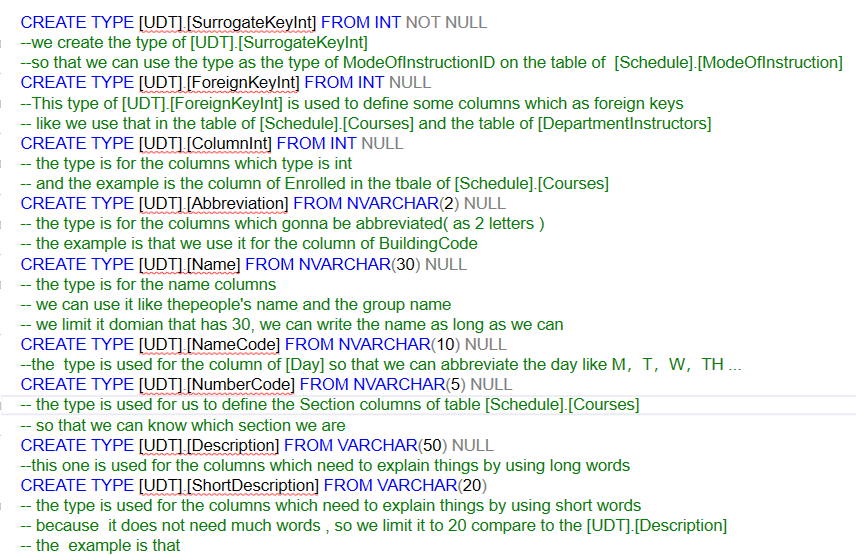 CREATE TYPE [UDT].[SurrogateKeyInt] FROM INT NOT NULL
--we create the type of [UDT].[SurrogateKeyInt]
--so that we can use the type as the type of ModeOfInstructionID on the table of  [Schedule].[ModeOfInstruction]
CREATE TYPE [UDT].[ForeignKeyInt] FROM INT NULL
--This type of [UDT].[ForeignKeyInt] is used to define some columns which as foreign keys
-- like we use that in the table of [Schedule].[Courses] and the table of [DepartmentInstructors]
CREATE TYPE [UDT].[ColumnInt] FROM INT NULL
-- the type is for the columns which type is int
-- and the example is the column of Enrolled in the tbale of [Schedule].[Courses]
CREATE TYPE [UDT].[Abbreviation] FROM NVARCHAR(2) NULL
-- the type is for the columns which gonna be abbreviated( as 2 letters )
-- the example is that we use it for the column of BuildingCode
CREATE TYPE [UDT].[Name] FROM NVARCHAR(30) NULL
-- the type is for the name columns
-- we can use it like thepeople's name and the group name
-- we limit it domian that has 30, we can write the name as long as we can
CREATE TYPE [UDT].[NameCode] FROM NVARCHAR(10) NULL
--the  type is used for the column of [Day] so that we can abbreviate the day like M，T，W，TH ...
CREATE TYPE [UDT].[NumberCode] FROM NVARCHAR(5) NULL
-- the type is used for us to define the Section columns of table [Schedule].[Courses]
-- so that we can know which section we are
CREATE TYPE [UDT].[Description] FROM VARCHAR(50) NULL
--this one is used for the columns which need to explain things by using long words
CREATE TYPE [UDT].[ShortDescription] FROM VARCHAR(20)
-- the type is used for the columns which need to explain things by using short words
-- because  it does not need much words , so we limit it to 20 compare to the [UDT].[Description]
-- the  example is that